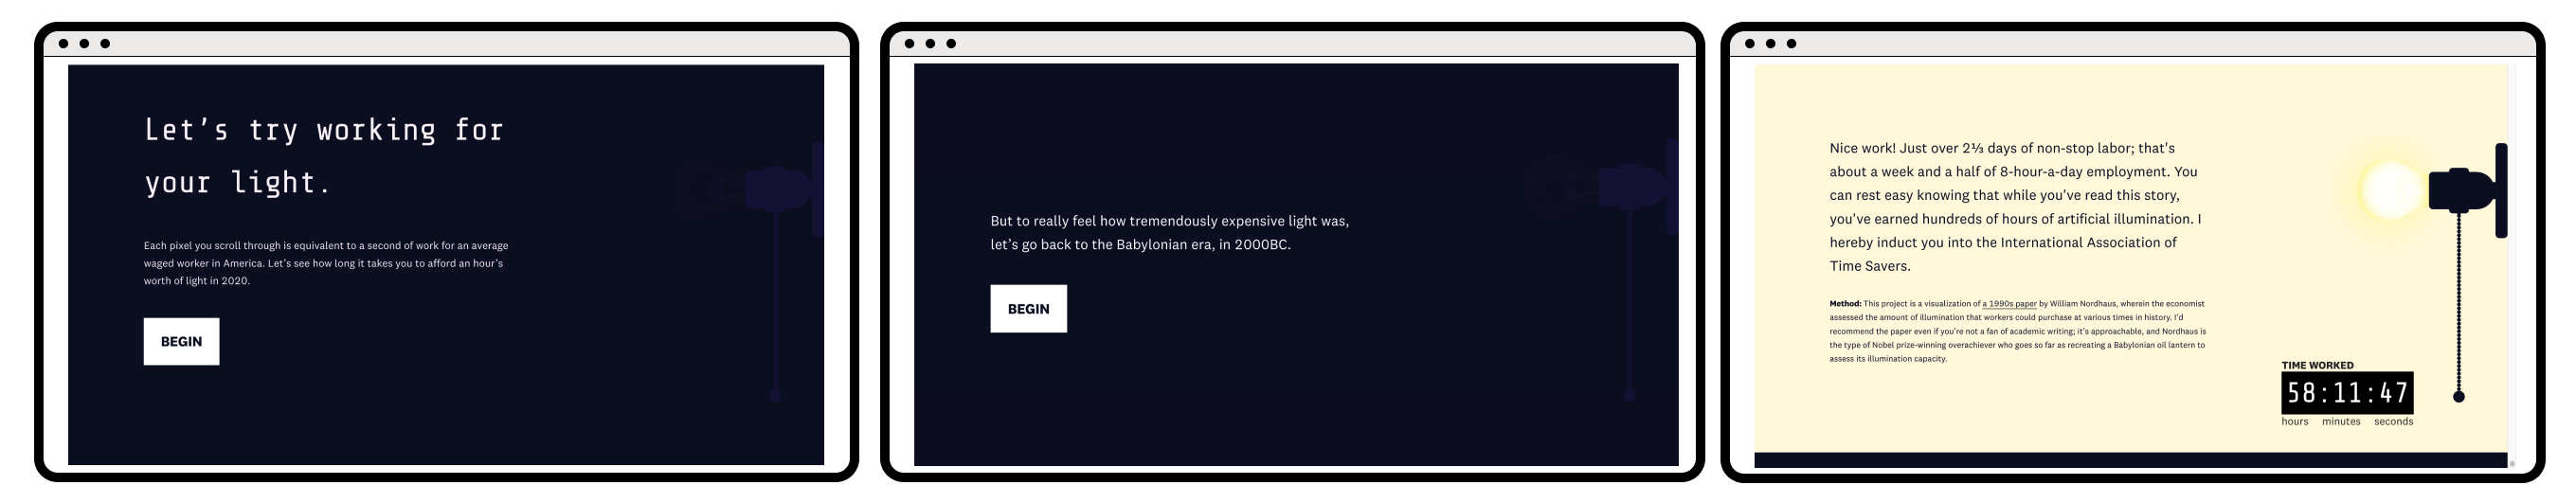 Let’s try working for
your light.
Each pixel you scroll through is equivalent to a second of work for an average
waged worker in America. Let’s see how long it takes you to afford an hour’s
worth of light in 2020.
BEGIN
But to really feel how tremendously expensive light was,
let’s go back to the Babylonian era, in 2000BC.
BEGIN
Nice work! Just over 2⅓ days of non-stop labor; that's
about a week and a half of 8-hour-a-day employment. You
can rest easy knowing that while you've read this story,
you've earned hundreds of hours of artificial illumination. I
hereby induct you into the International Association of
Time Savers.
Method: This project is a visualization of a 1990s paper by William Nordhaus, wherein the economist
assessed the amount of illumination that workers could purchase at various times in history. I’d
recommend the paper even if you’re not a fan of academic writing; it’s approachable, and Nordhaus is
the type of Nobel prize-winning overachiever who goes so far as recreating a Babylonian oil lantern to
assess its illumination capacity.
TIME WORKED
58:11:47
hours minutes seconds